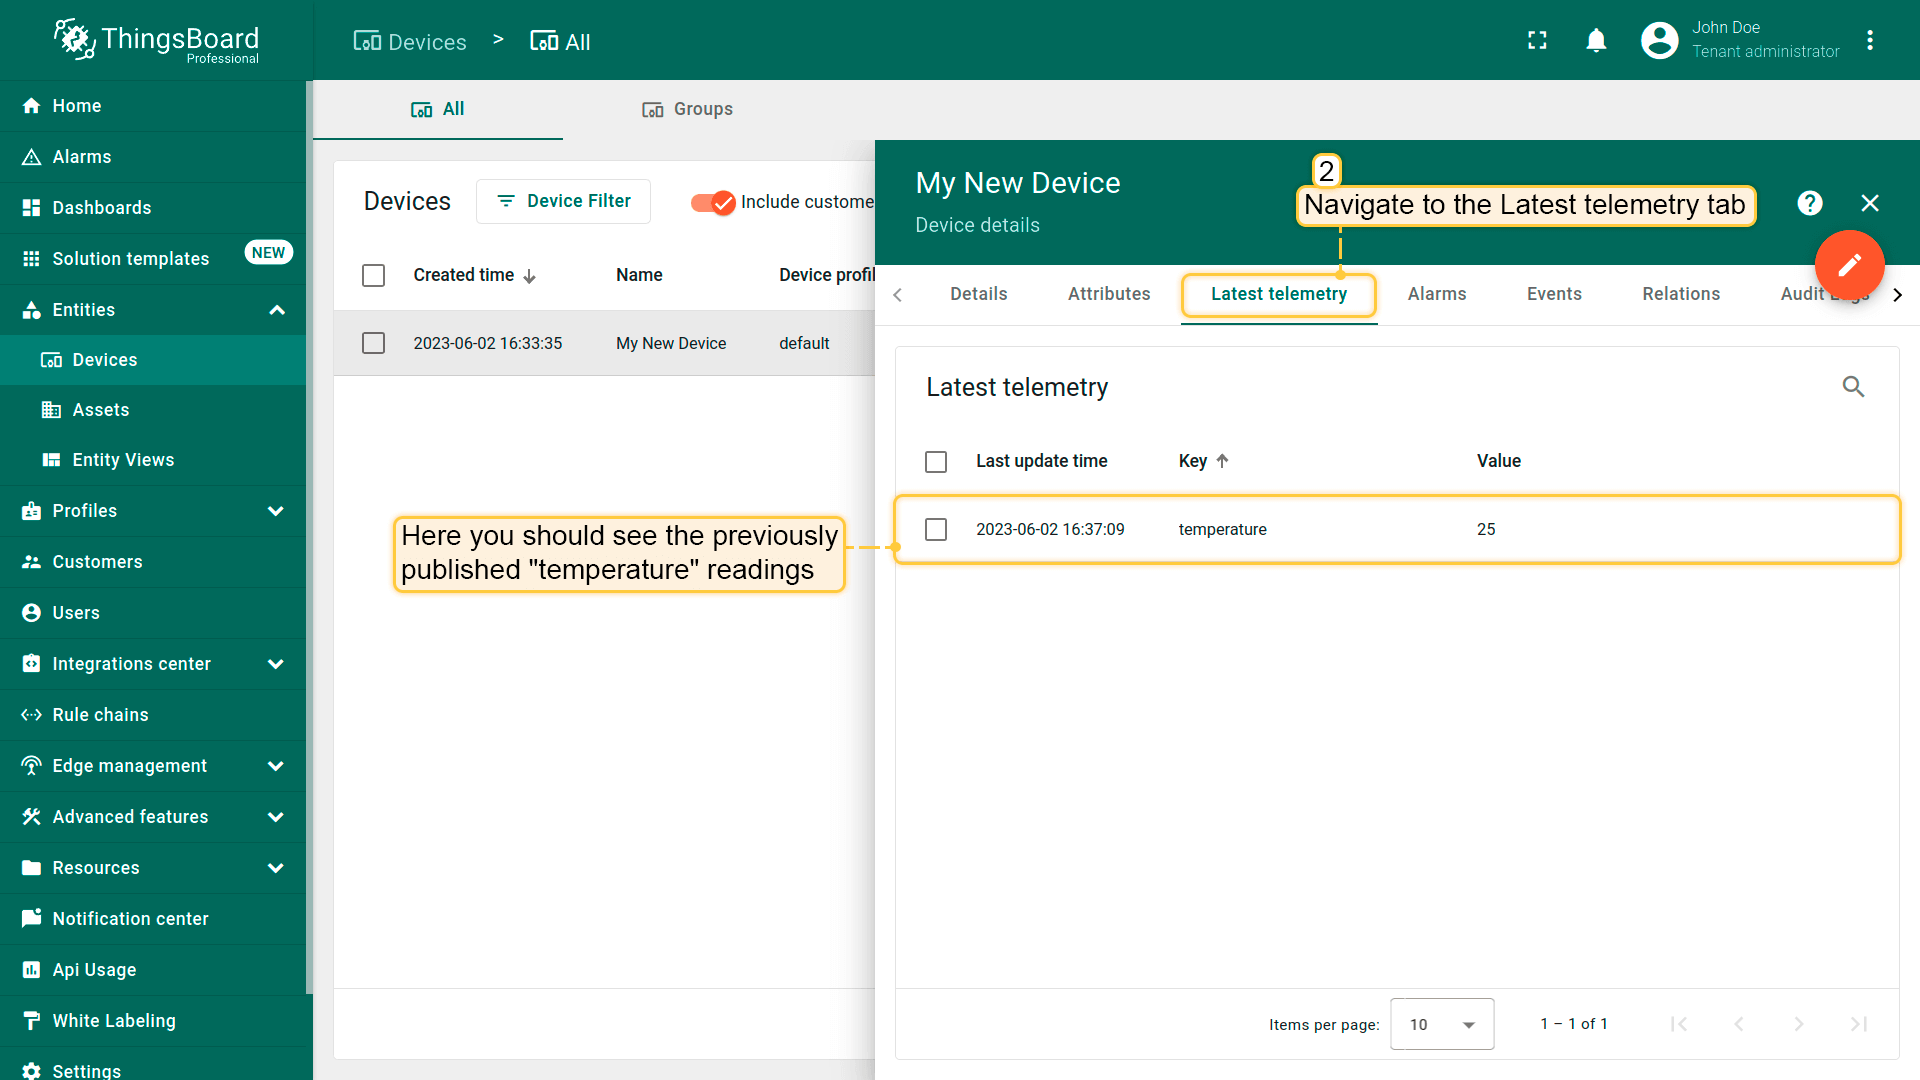 ThingsBoard
Professional
Devices > All
John Doe
Tenant administrator
Home
Alarms
Dashboards
Solution templates NEW
Entities
Devices
Assets
Entity Views
Profiles
Customers
Users
Integrations center
Rule chains
Edge management
Advanced features
Resources
Notification center
Api Usage
White Labeling
Settings
All Groups
Devices Device Filter Include custome
Created time Name Device profil
2023-06-02 16:33:35 My New Device default
Here you should see the previously
published "temperature" readings
My New Device
Device details
2
Navigate to the Latest telemetry tab
Details Attributes Latest telemetry Alarms Events Relations Audit Logs
Latest telemetry
Last update time Key Value
2023-06-02 16:37:09 temperature 25
Items per page: 10 1 – 1 of 1